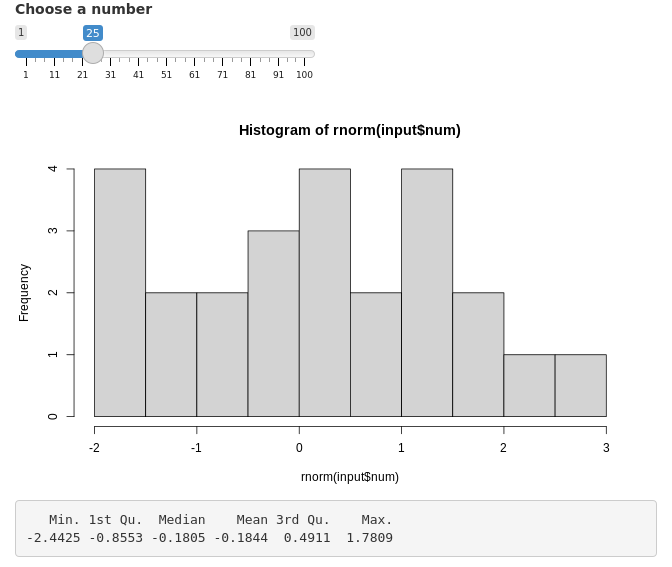 Choose a number
1 25 100
1 11 21 31 41 51 61 71 81 91 100
Histogram of rnorm(input$num)
4
3
2
1
0
Frequency
-2 -1 0 1 2 3
rnorm(input$num)
Min. 1st Qu. Median Mean 3rd Qu. Max.
-2.4425 -0.8553 -0.1805 -0.1844 0.4911 1.7809